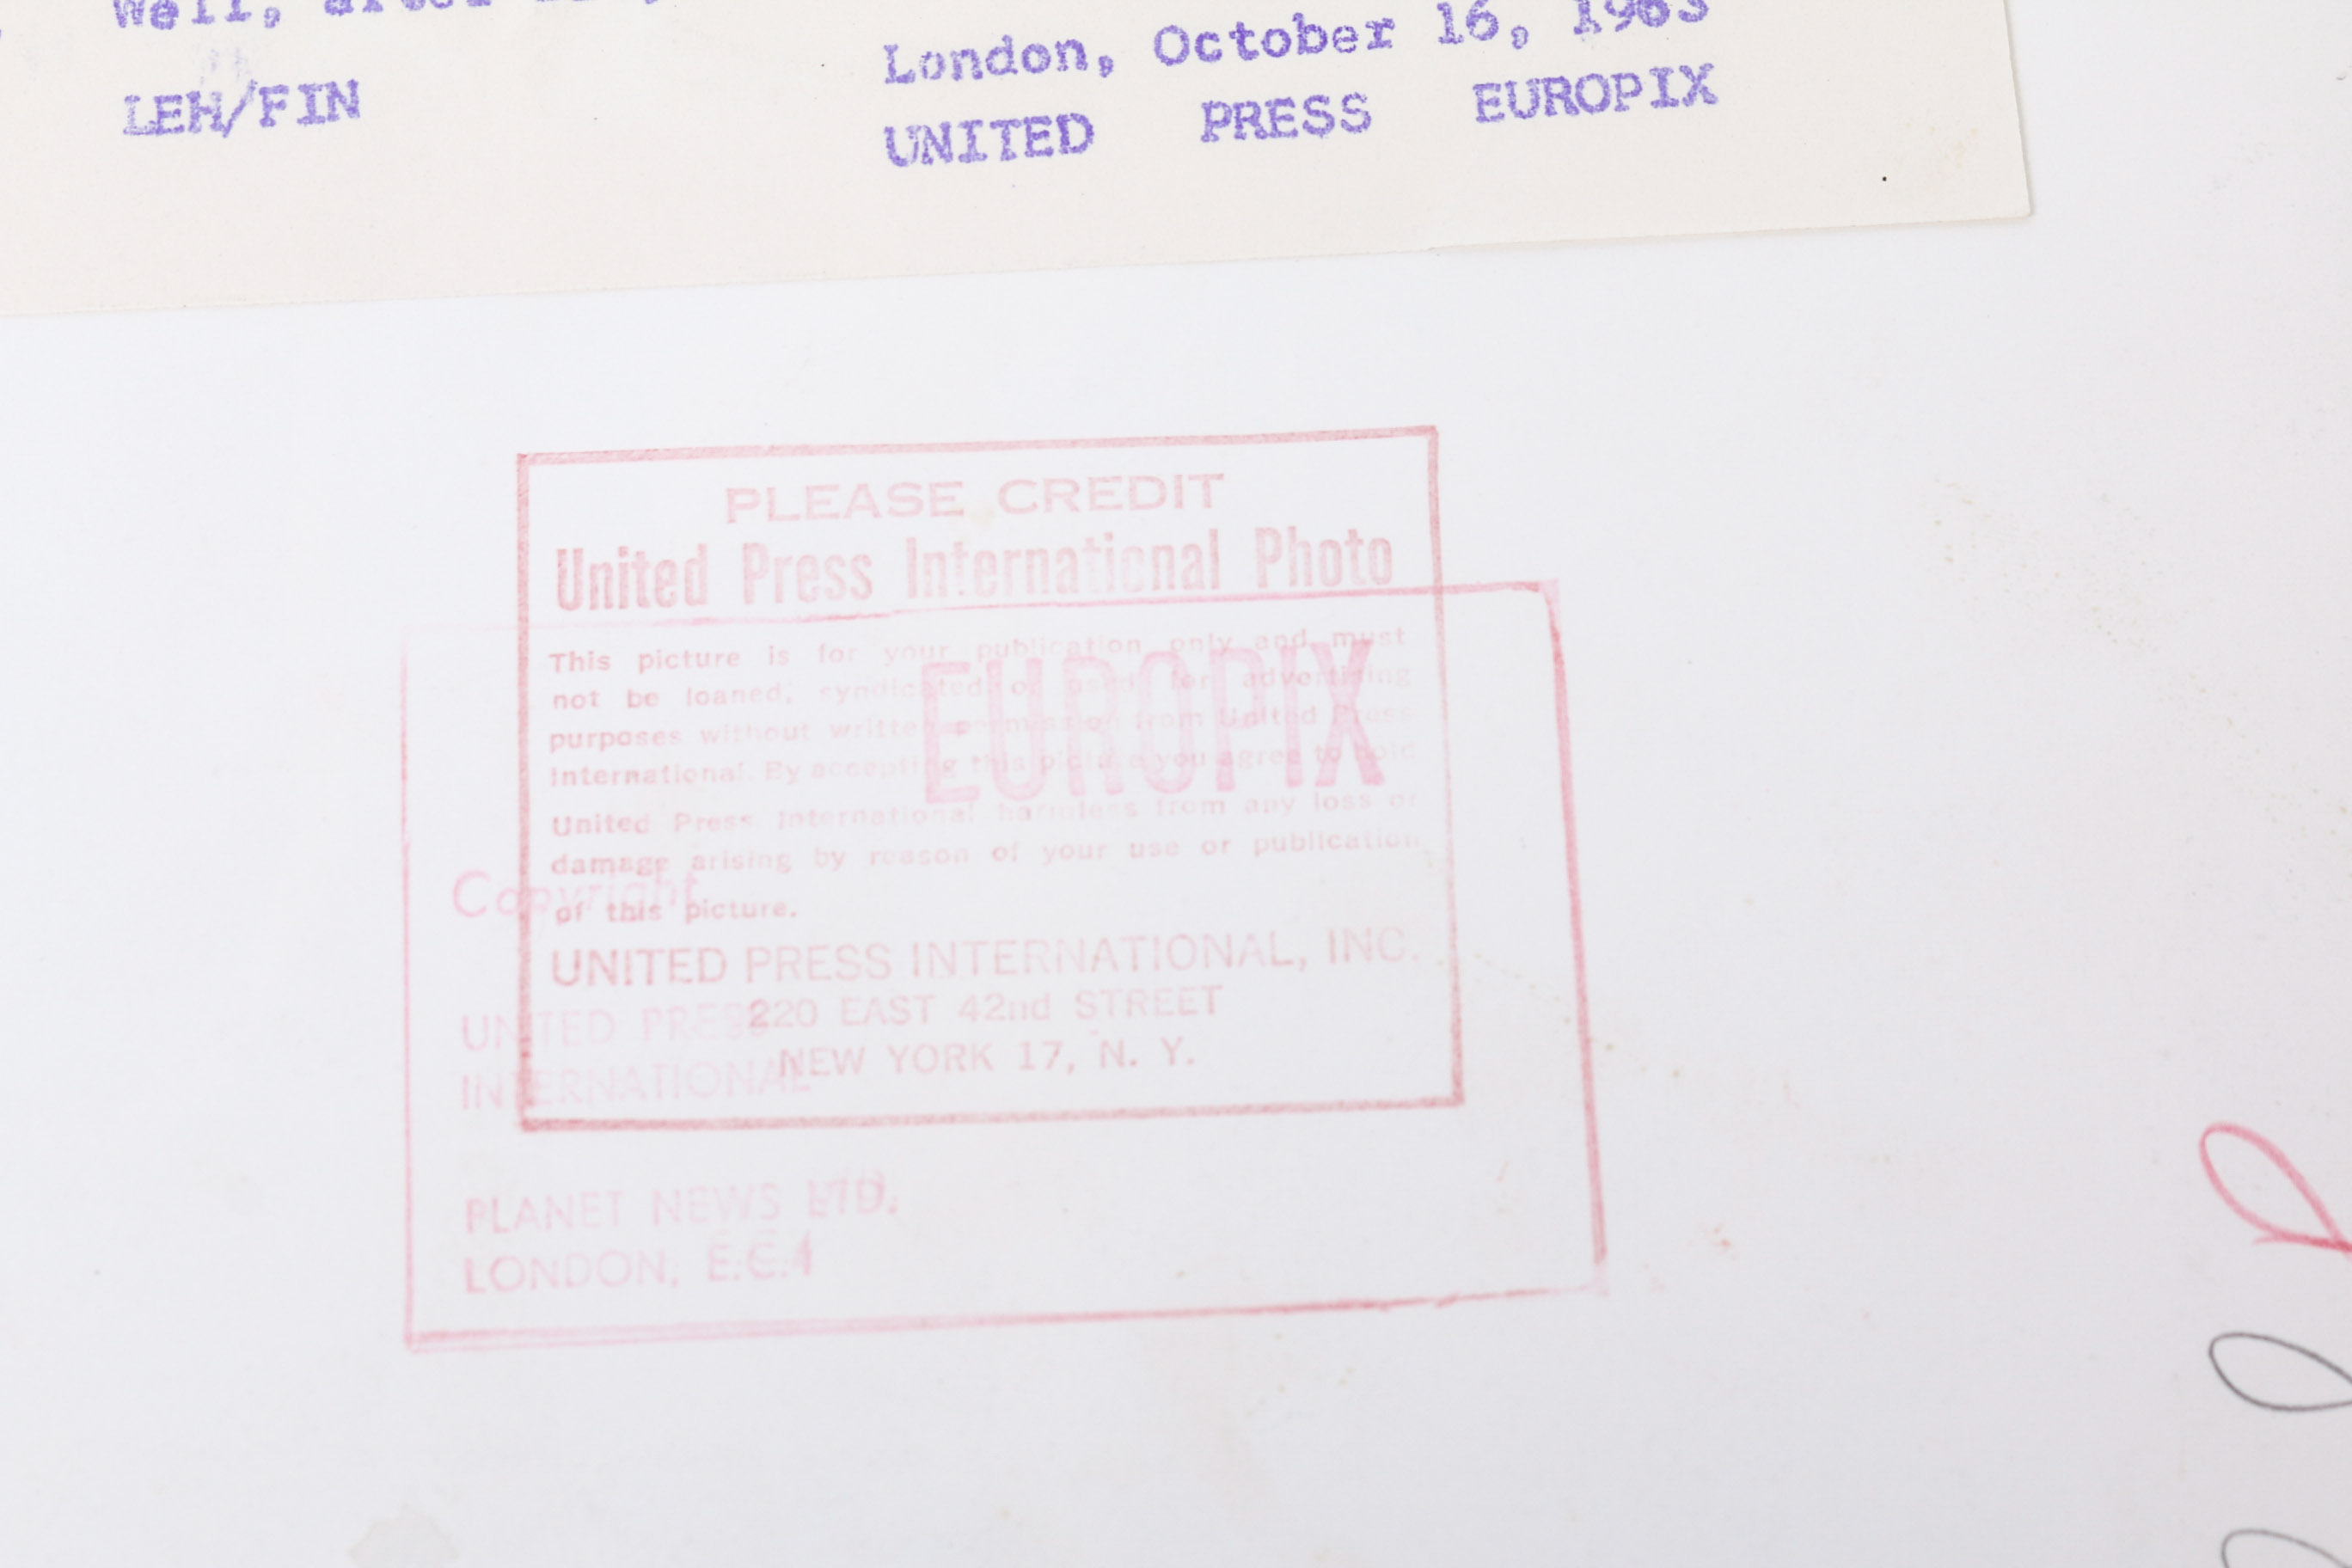 Well, after
London, October 16, 1963
LEH/FIN
UNITED PRESS EUROPIX
PLEASE CREDIT
United Press International Photo
This picture is for your publication only and must
not be loaned, syndicated or used for advertising
purposes without written permission from United Press
International. By accepting this picture you agree to hold
United Press International harmless from any loss or
damage arising by reason of your use or publication
of this picture.
UNITED PRESS INTERNATIONAL, INC.
220 EAST 42nd STREET
NEW YORK 17, N. Y.
EUROPIX
Copyright
UNITED PRESS
INTERNATIONAL
PLANET NEWS LTD.
LONDON, E.C.4